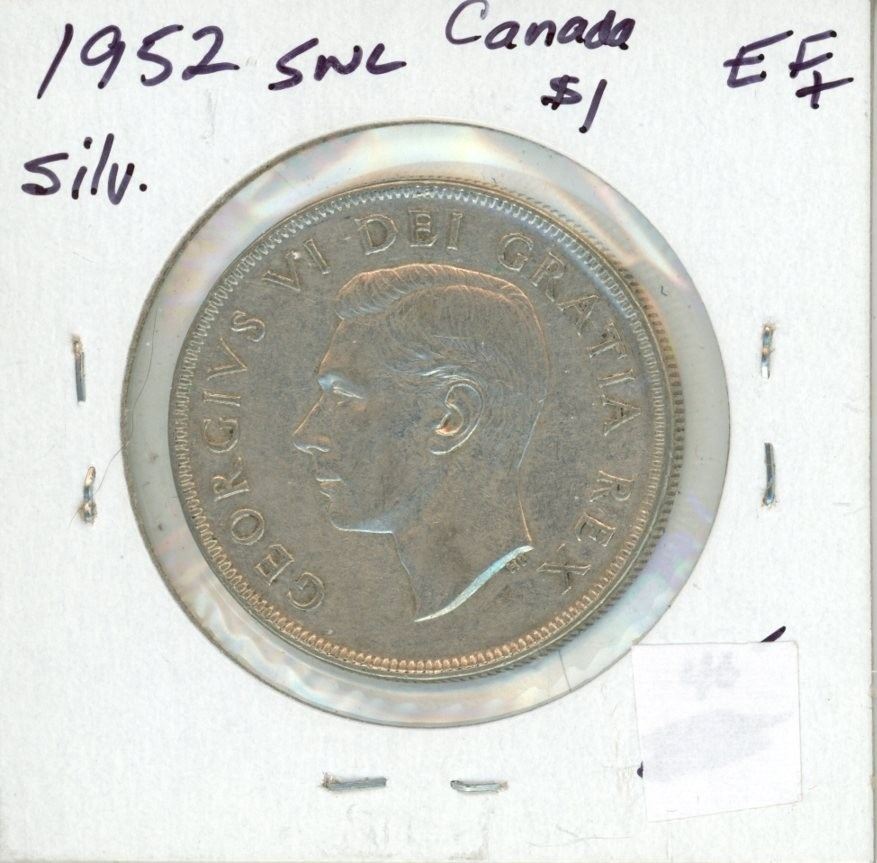 1952 SWL Canada EF+
$1
Silv.
GEORGIVS VI DEI GRATIA REX